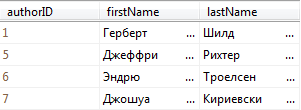 authorID firstName lastName
1 Герберт ... Шилд ...
5 Джеффри ... Рихтер ...
6 Эндрю ... Троелсен ...
7 Джошуа ... Кириевски ...